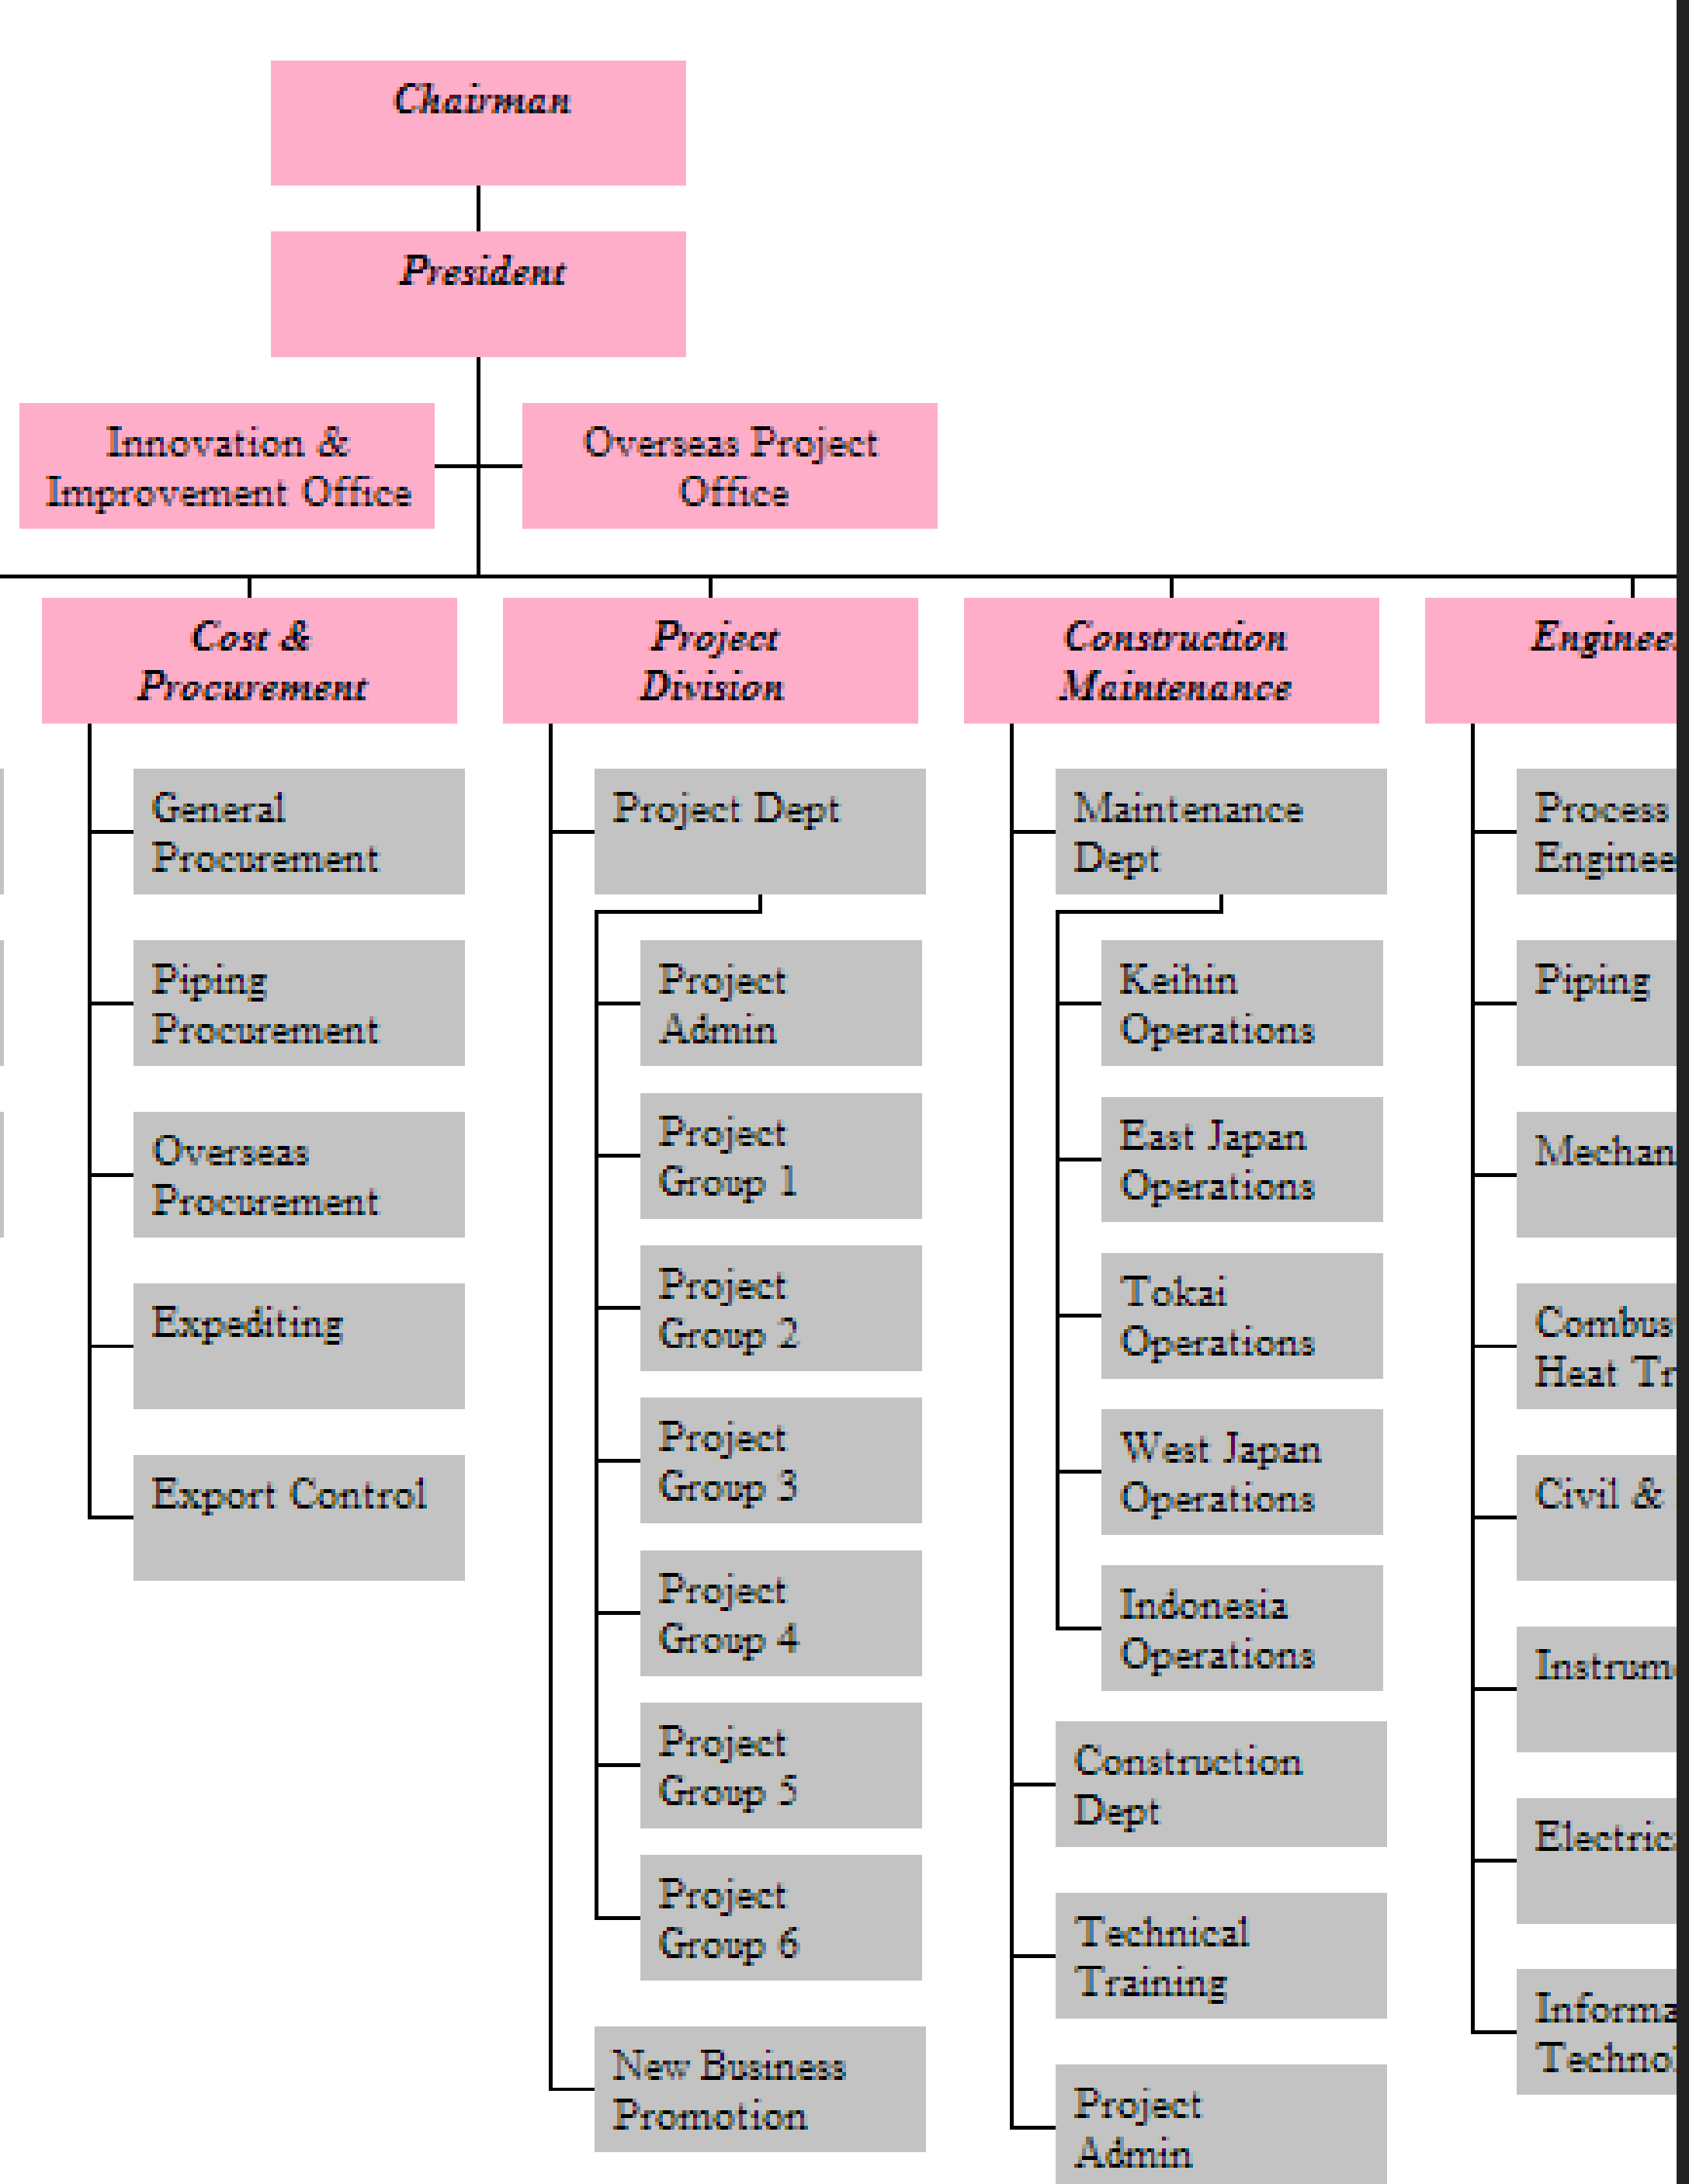 Chairman
President
Innovation &
Improvement Office
Overseas Project
Office
Cost &
Procurement
General
Procurement
Piping
Procurement
Overseas
Procurement
Expediting
Export Control
Project
Division
Project Dept
Project
Admin
Project
Group 1
Project
Group 2
Project
Group 3
Project
Group 4
Project
Group 5
Project
Group 6
New Business
Promotion
Construction
Maintenance
Maintenance
Dept
Keihin
Operations
East Japan
Operations
Tokai
Operations
West Japan
Operations
Indonesia
Operations
Construction
Dept
Technical
Training
Project
Admin
Process
Piping
Heat
Civil &